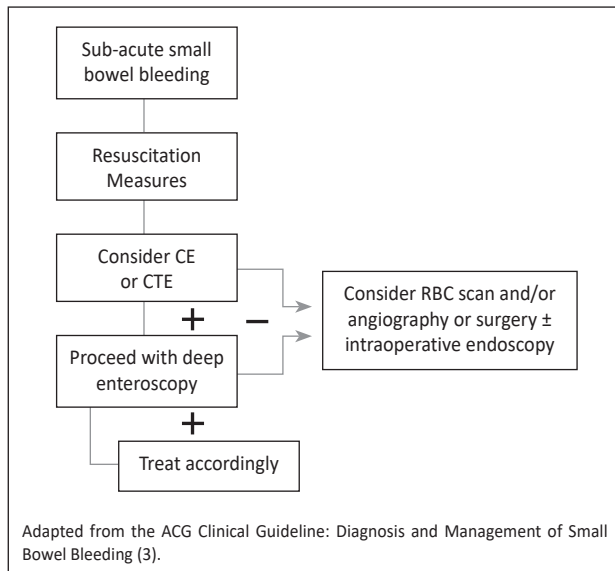 Sub-acute small
bowel bleeding
Resuscitation
Measures
Consider CE
or CTE
+
−
Consider RBC scan and/or
angiography or surgery ±
intraoperative endoscopy
Proceed with deep
enteroscopy
+
Treat accordingly
Adapted from the ACG Clinical Guideline: Diagnosis and Management of Small
Bowel Bleeding (3).